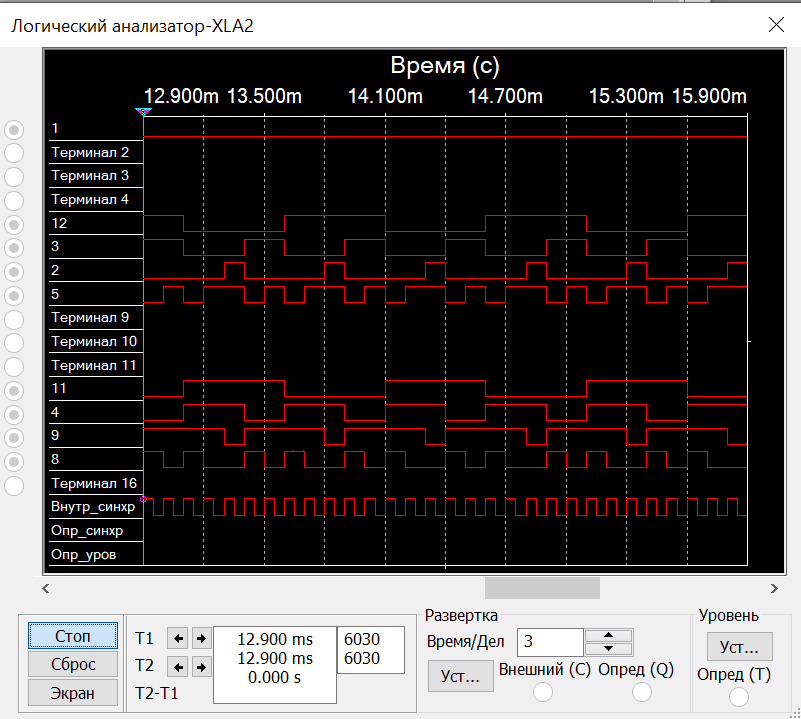 Логический анализатор-XLA2
Время (с)
12.900m 13.500m 14.100m 14.700m 15.300m 15.900m
1
Терминал 2
Терминал 3
Терминал 4
12
3
2
5
Терминал 9
Терминал 10
Терминал 11
11
4
9
8
Терминал 16
Внутр_синхр
Опр_синхр
Опр_уров
Стоп
Сброс
Экран
T1
T2
T2-T1
12.900 ms
12.900 ms
0.000 s
6030
6030
Развертка
Время/Дел 3
Уст...
Внешний (C) Опред (Q)
Уровень
Уст...
Опред (T)